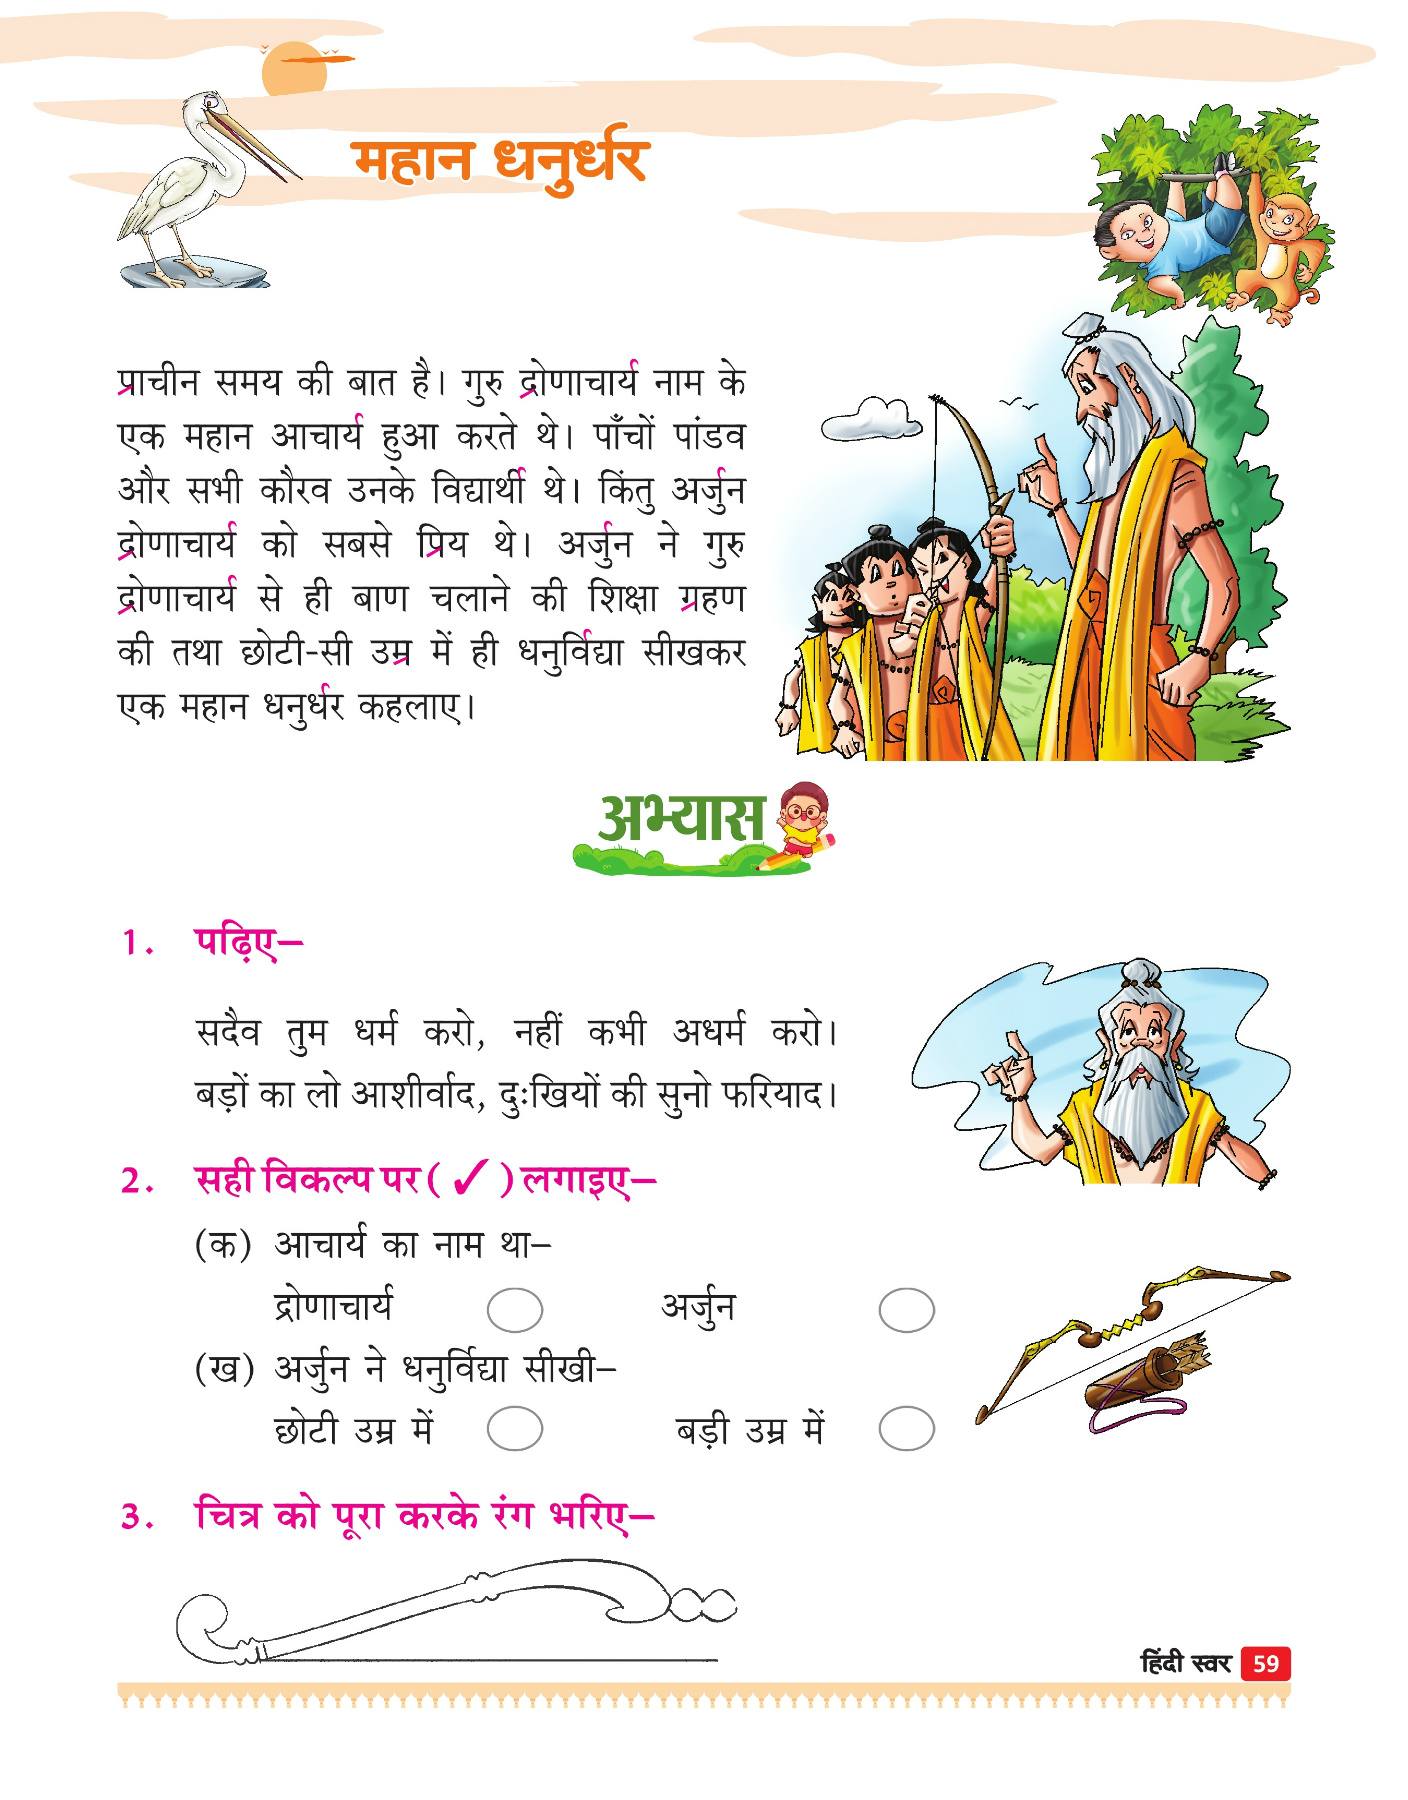 महान धनुर्धर
प्राचीन समय की बात है। गुरु द्रोणाचार्य नाम के
एक महान आचार्य हुआ करते थे। पाँचों पांडव
और सभी कौरव उनके विद्यार्थी थे। किंतु अर्जुन
द्रोणाचार्य को सबसे प्रिय थे। अर्जुन ने गुरु
द्रोणाचार्य से ही बाण चलाने की शिक्षा ग्रहण
की तथा छोटी-सी उम्र में ही धनुर्विद्या सीखकर
एक महान धनुर्धर कहलाए।
अभ्यास
1. पढ़िए–
सदैव तुम धर्म करो, नहीं कभी अधर्म करो।
बड़ों का लो आशीर्वाद, दुःखियों की सुनो फरियाद।
2. सही विकल्प पर ( ✓ ) लगाइए–
(क) आचार्य का नाम था–
द्रोणाचार्य अर्जुन
(ख) अर्जुन ने धनुर्विद्या सीखी–
छोटी उम्र में बड़ी उम्र में
3. चित्र को पूरा करके रंग भरिए–
हिंदी स्वर 59